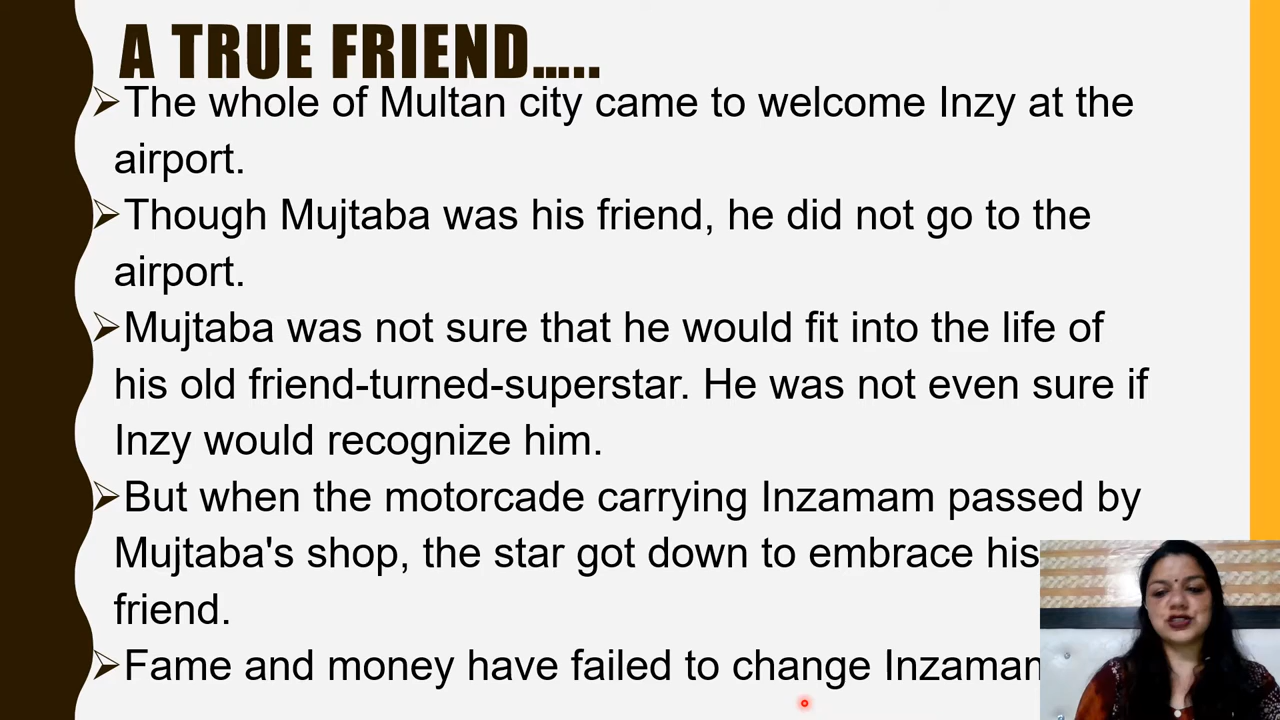 A TRUE FRIEND.....
➢The whole of Multan city came to welcome Inzy at the
airport.
➢Though Mujtaba was his friend, he did not go to the
airport.
➢Mujtaba was not sure that he would fit into the life of
his old friend-turned-superstar. He was not even sure if
Inzy would recognize him.
➢But when the motorcade carrying Inzamam passed by
Mujtaba's shop, the star got down to embrace his
friend.
➢Fame and money have failed to change Inzamam